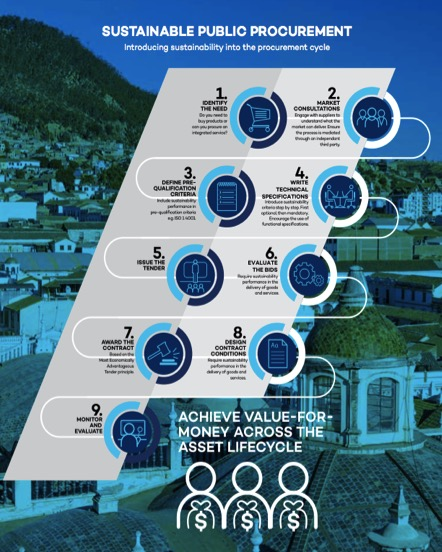 SUSTAINABLE PUBLIC PROCUREMENT
Introducing sustainability into the procurement cycle
1.
IDENTIFY
THE NEED
Do you need to
buy products or
can you procure an
integrated service?
2.
MARKET
CONSULTATIONS
Engage with suppliers to
understand what the
market can deliver. Ensure
the process is mediated
through an independant
third party.
3.
DEFINE PRE-
QUALIFICATION
CRITERIA
Include sustainability
performance in
pre-qualification criteria
e.g. ISO 14001.
4.
WRITE
TECHNICAL
SPECIFICATIONS
Introduce sustainability
criteria step by step. First
optional, then mandatory.
Encourage the use of
functional specifications.
5.
ISSUE THE
TENDER
6.
EVALUATE
THE BIDS
Require sustainability
performance in the
delivery of goods
and services.
7.
AWARD THE
CONTRACT
Based on the
Most Economically
Advantageous
Tender principle.
8.
DESIGN
CONTRACT
CONDITIONS
Require sustainability
performance in the
delivery of goods and
services.
Au
9.
MONITOR
AND
EVALUATE
ACHIEVE VALUE-FOR-
MONEY ACROSS THE
ASSET LIFECYCLE
$ $ $